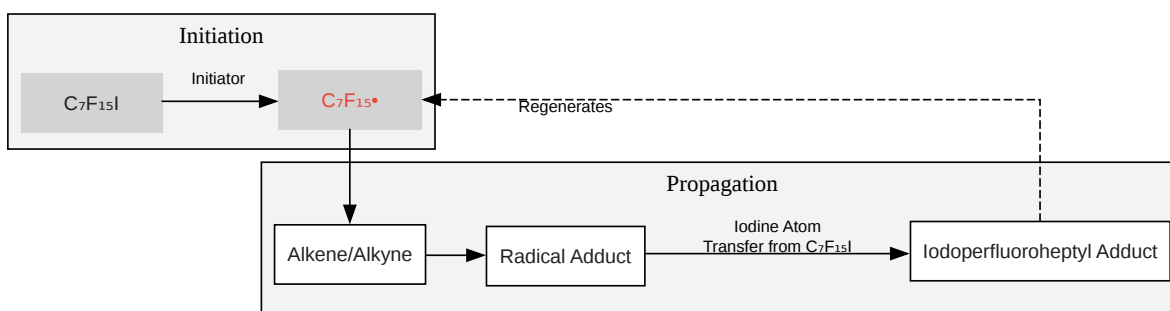 Initiation
Initiator
C₇F₁₅I
C₇F₁₅•
Regenerates
Propagation
Iodine Atom
Transfer from C₇F₁₅I
Alkene/Alkyne
Radical Adduct
Iodoperfluoroheptyl Adduct